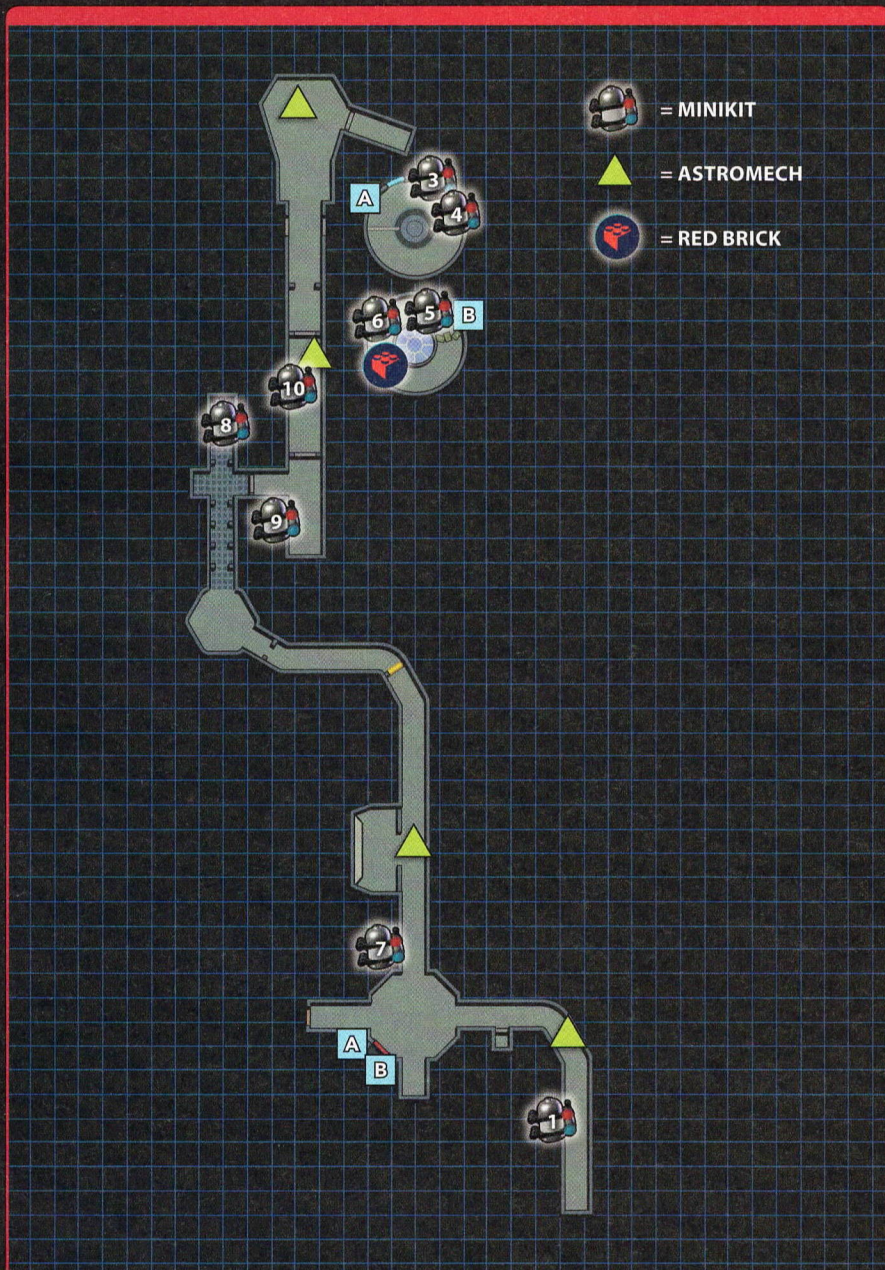 = MINIKIT
= ASTROMECH
= RED BRICK
A
3
4
6
5
B
10
8
9
7
A
B
1